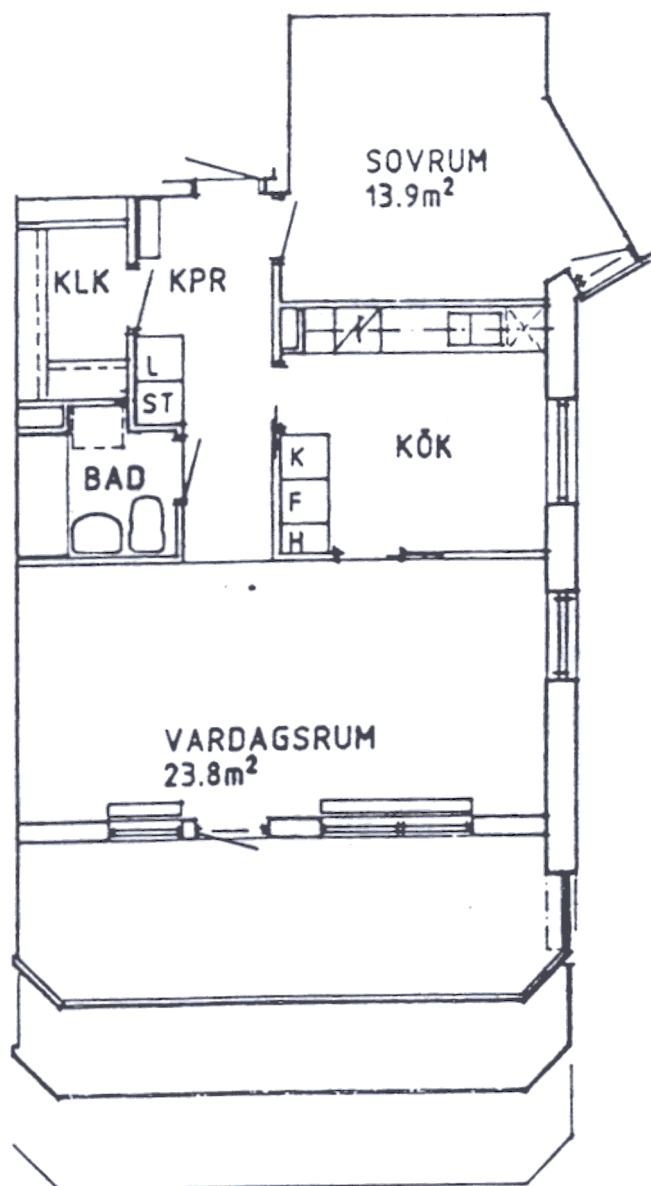 SOVRUM
13.9m²
KLK
KPR
L
ST
KÖK
K
BAD
F
H
VARDAGSRUM
23.8m²